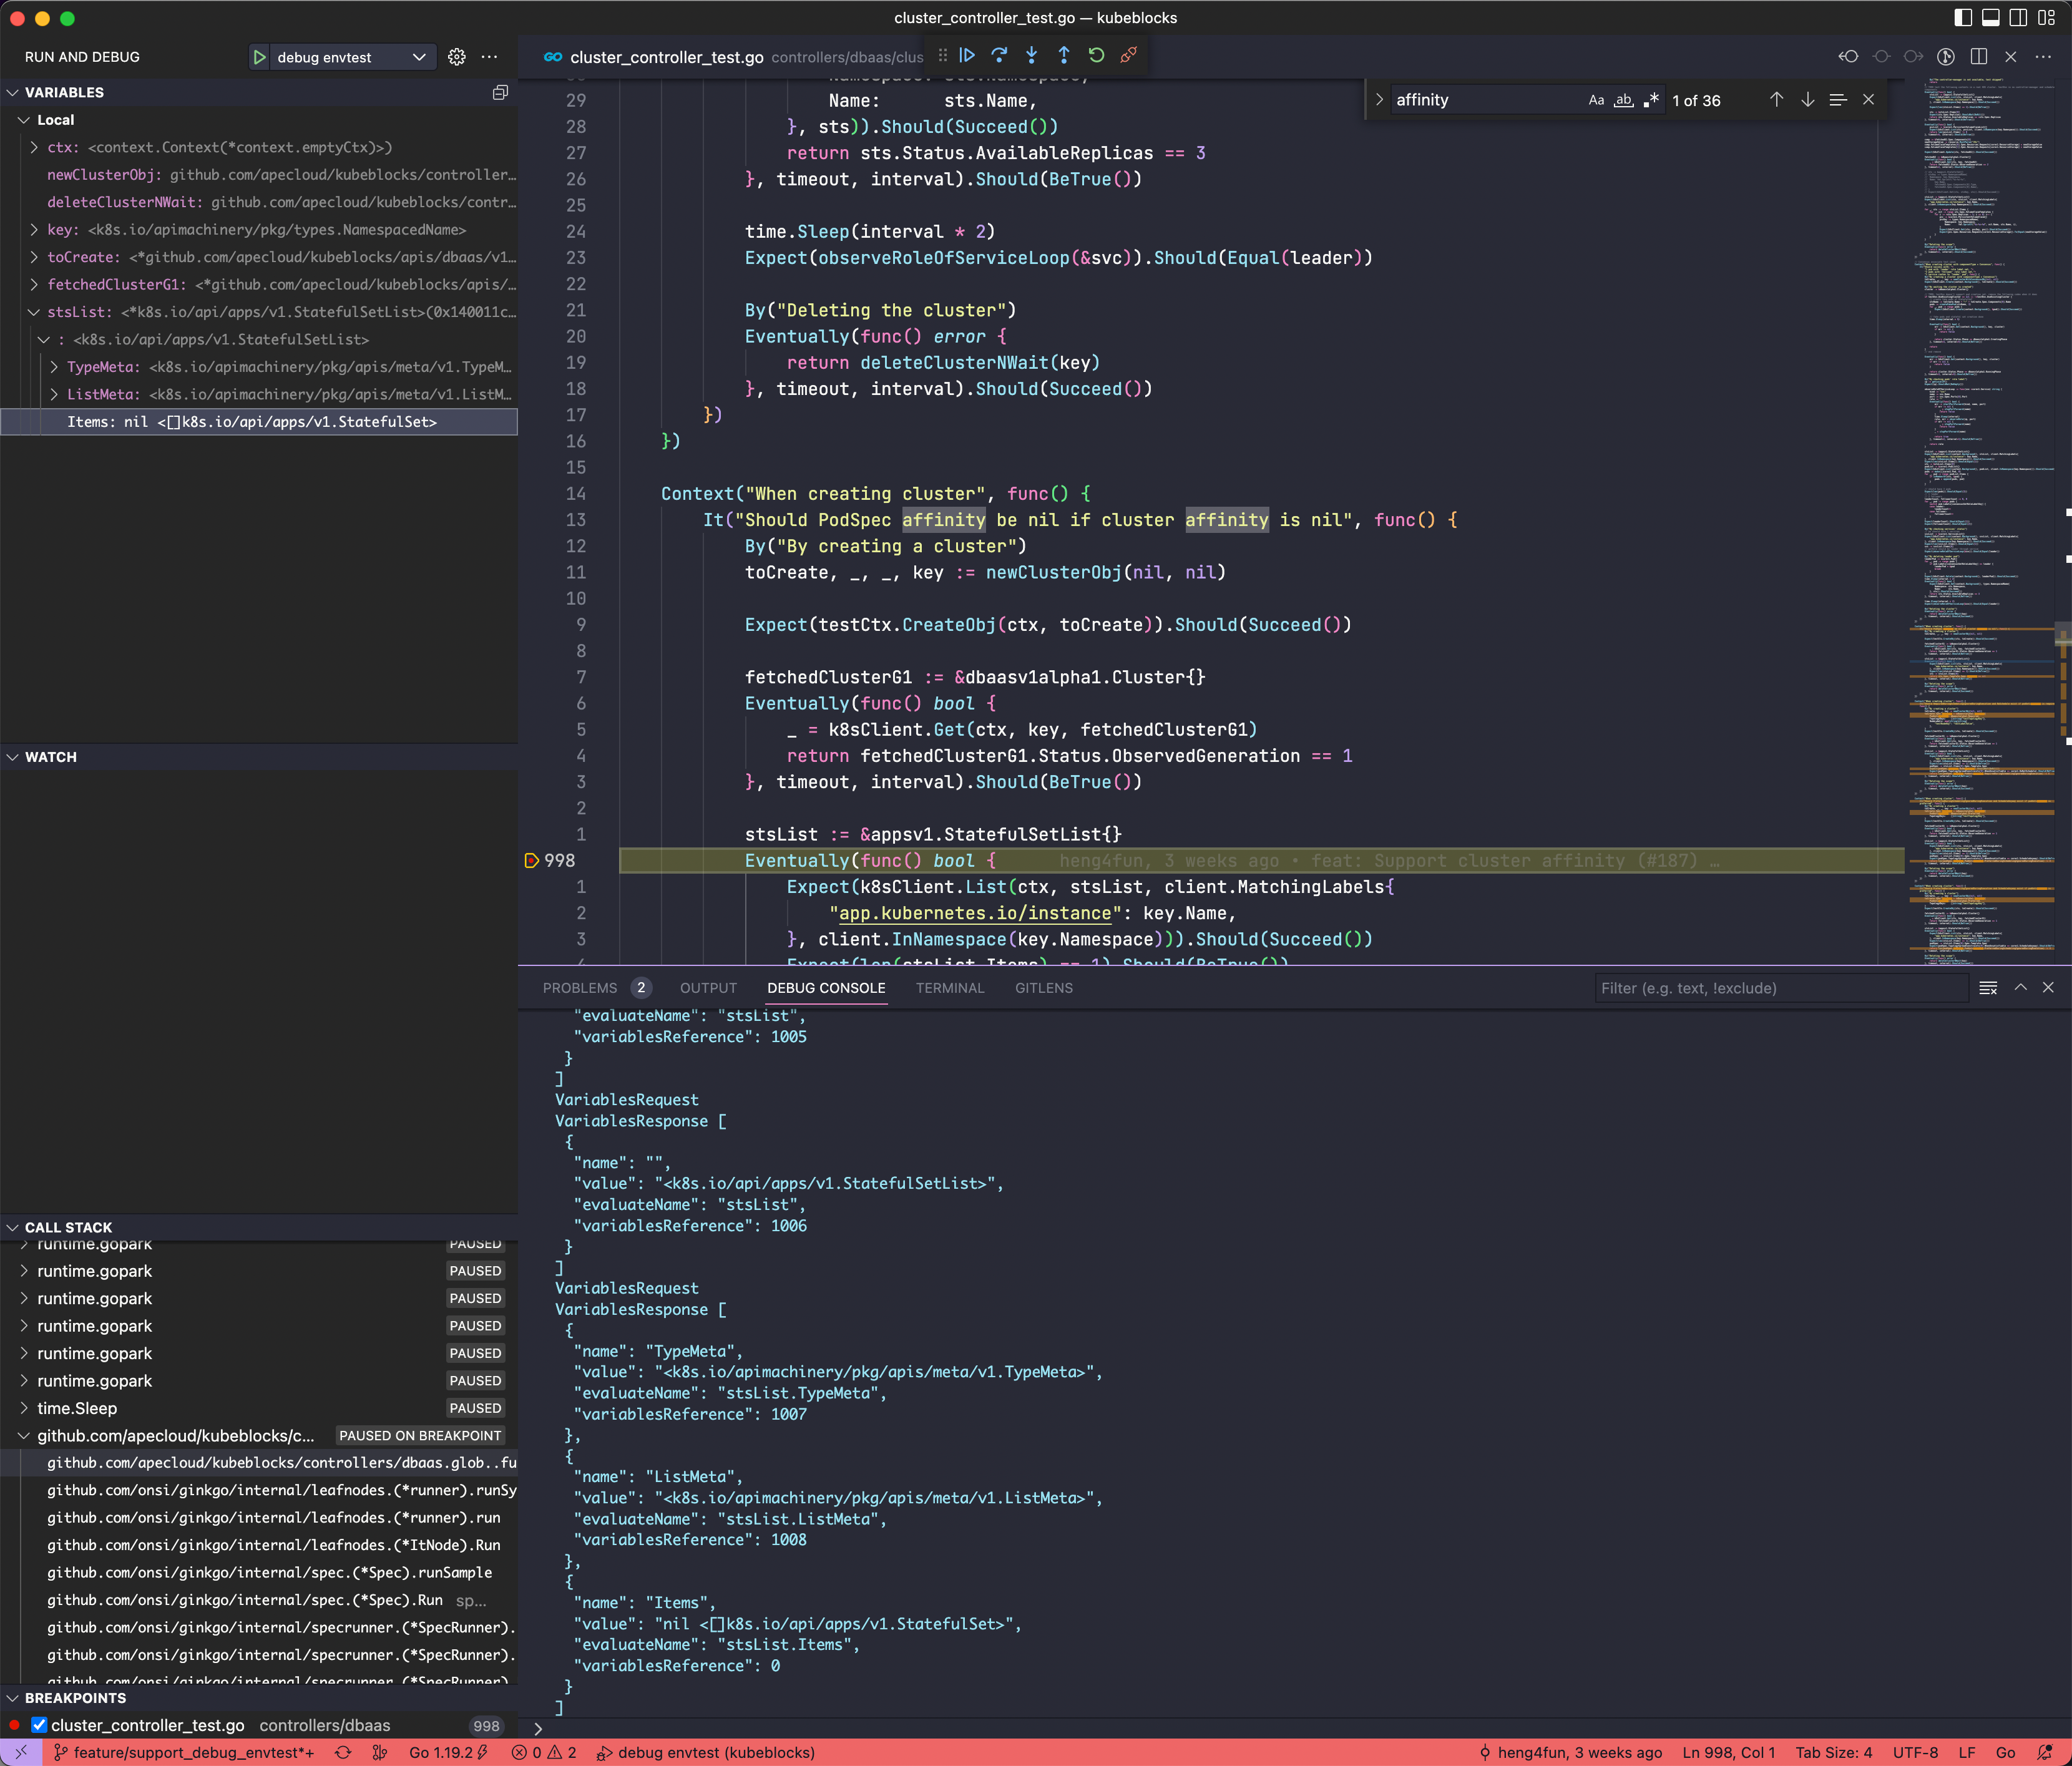 cluster_controller_test.go — kubeblocks
RUN AND DEBUG
debug envtest
cluster_controller_test.go controllers/dbaas/clus
VARIABLES
Local
ctx: <context.Context(*context.emptyCtx)>)
newClusterObj: github.com/apecloud/kubeblocks/controller…
deleteClusterNWait: github.com/apecloud/kubeblocks/contr…
key: <k8s.io/apimachinery/pkg/types.NamespacedName>
toCreate: <*github.com/apecloud/kubeblocks/apis/dbaas/v1…
fetchedClusterG1: <*github.com/apecloud/kubeblocks/apis/…
stsList: <*k8s.io/api/apps/v1.StatefulSetList>(0x140011c…
: <k8s.io/api/apps/v1.StatefulSetList>
TypeMeta: <k8s.io/apimachinery/pkg/apis/meta/v1.TypeM…
ListMeta: <k8s.io/apimachinery/pkg/apis/meta/v1.ListM…
Items: nil <[]k8s.io/api/apps/v1.StatefulSet>
WATCH
CALL STACK
runtime.gopark PAUSED
runtime.gopark PAUSED
runtime.gopark PAUSED
runtime.gopark PAUSED
runtime.gopark PAUSED
runtime.gopark PAUSED
time.Sleep PAUSED
github.com/apecloud/kubeblocks/c... PAUSED ON BREAKPOINT
github.com/apecloud/kubeblocks/controllers/dbaas.glob..fu
github.com/onsi/ginkgo/internal/leafnodes.(*runner).runSy
github.com/onsi/ginkgo/internal/leafnodes.(*runner).run
github.com/onsi/ginkgo/internal/leafnodes.(*ItNode).Run
github.com/onsi/ginkgo/internal/spec.(*Spec).runSample
github.com/onsi/ginkgo/internal/spec.(*Spec).Run sp...
github.com/onsi/ginkgo/internal/specrunner.(*SpecRunner).
github.com/onsi/ginkgo/internal/specrunner.(*SpecRunner).
github.com/onsi/ginkgo/internal/specrunner.(*SpecRunner)
BREAKPOINTS
cluster_controller_test.go controllers/dbaas 998
affinity Aa ab 1 of 36
Namespace: sts.Namespace,
29 Name: sts.Name,
28 }, sts)).Should(Succeed())
27 return sts.Status.AvailableReplicas == 3
26 }, timeout, interval).Should(BeTrue())
25
24 time.Sleep(interval * 2)
23 Expect(observeRoleOfServiceLoop(&svc)).Should(Equal(leader))
22
21 By("Deleting the cluster")
20 Eventually(func() error {
19 return deleteClusterNWait(key)
18 }, timeout, interval).Should(Succeed())
17 })
16 })
15
14 Context("When creating cluster", func() {
13 It("Should PodSpec affinity be nil if cluster affinity is nil", func() {
12 By("By creating a cluster")
11 toCreate, _, _, key := newClusterObj(nil, nil)
10
9 Expect(testCtx.CreateObj(ctx, toCreate)).Should(Succeed())
8
7 fetchedClusterG1 := &dbaasv1alpha1.Cluster{}
6 Eventually(func() bool {
5 _ = k8sClient.Get(ctx, key, fetchedClusterG1)
4 return fetchedClusterG1.Status.ObservedGeneration == 1
3 }, timeout, interval).Should(BeTrue())
2
1 stsList := &appsv1.StatefulSetList{}
998 Eventually(func() bool { heng4fun, 3 weeks ago • feat: Support cluster affinity (#187) …
1 Expect(k8sClient.List(ctx, stsList, client.MatchingLabels{
2 "app.kubernetes.io/instance": key.Name,
3 }, client.InNamespace(key.Namespace))).Should(Succeed())
4 Expect(len(stsList.Items) == 1).Should(BeTrue())
PROBLEMS 2 OUTPUT DEBUG CONSOLE TERMINAL GITLENS
Filter (e.g. text, !exclude)
"evaluateName": "stsList",
"variablesReference": 1005
}
]
VariablesRequest
VariablesResponse [
{
"name": "",
"value": "<k8s.io/api/apps/v1.StatefulSetList>",
"evaluateName": "stsList",
"variablesReference": 1006
}
]
VariablesRequest
VariablesResponse [
{
"name": "TypeMeta",
"value": "<k8s.io/apimachinery/pkg/apis/meta/v1.TypeMeta>",
"evaluateName": "stsList.TypeMeta",
"variablesReference": 1007
},
{
"name": "ListMeta",
"value": "<k8s.io/apimachinery/pkg/apis/meta/v1.ListMeta>",
"evaluateName": "stsList.ListMeta",
"variablesReference": 1008
},
{
"name": "Items",
"value": "nil <[]k8s.io/api/apps/v1.StatefulSet>",
"evaluateName": "stsList.Items",
"variablesReference": 0
}
]
feature/support_debug_envtest*+ Go 1.19.2 0 2 debug envtest (kubeblocks) heng4fun, 3 weeks ago Ln 998, Col 1 Tab Size: 4 UTF-8 LF Go